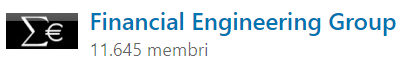 Σ€
Financial Engineering Group
11.645 membri